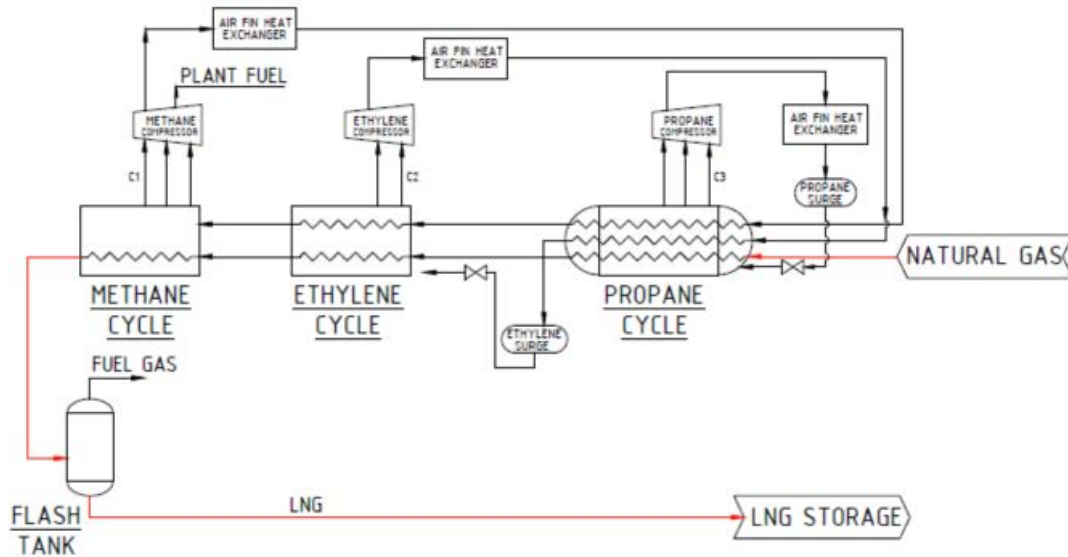 AIR FIN HEAT
EXCHANGER
AIR FIN HEAT
EXCHANGER
PLANT FUEL
METHANE
COMPRESSOR
ETHYLENE
COMPRESSOR
PROPANE
COMPRESSOR
AIR FIN HEAT
EXCHANGER
C1
C2
C3
PROPANE
SURGE
NATURAL GAS
METHANE
CYCLE
ETHYLENE
CYCLE
PROPANE
CYCLE
ETHYLENE
SURGE
FUEL GAS
LNG
LNG STORAGE
FLASH
TANK